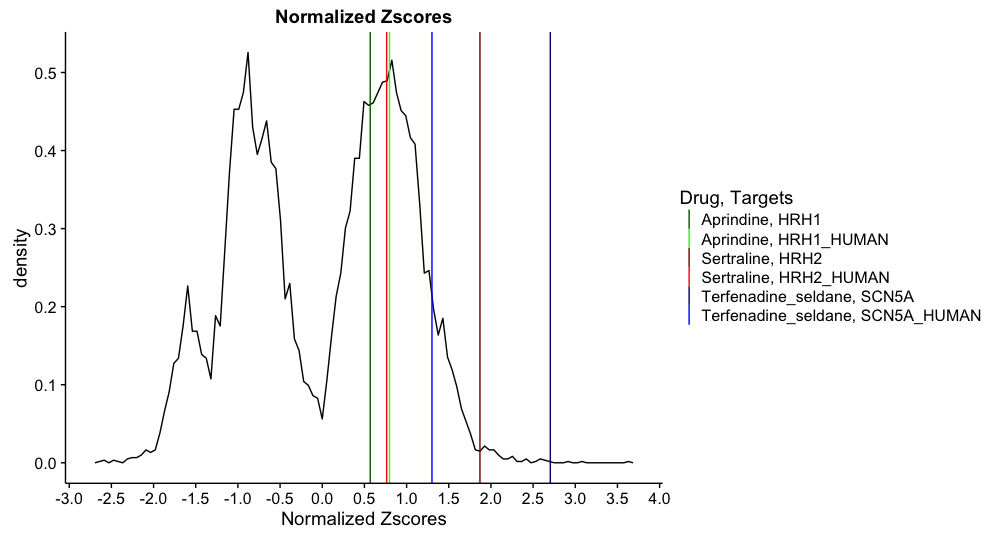 Normalized Zscores
density
0.5
0.4
0.3
0.2
0.1
0.0
-3.0 -2.5 -2.0 -1.5 -1.0 -0.5 0.0 0.5 1.0 1.5 2.0 2.5 3.0 3.5 4.0
Normalized Zscores
Drug, Targets
Aprindine, HRH1
Aprindine, HRH1_HUMAN
Sertraline, HRH2
Sertraline, HRH2_HUMAN
Terfenadine_seldane, SCN5A
Terfenadine_seldane, SCN5A_HUMAN